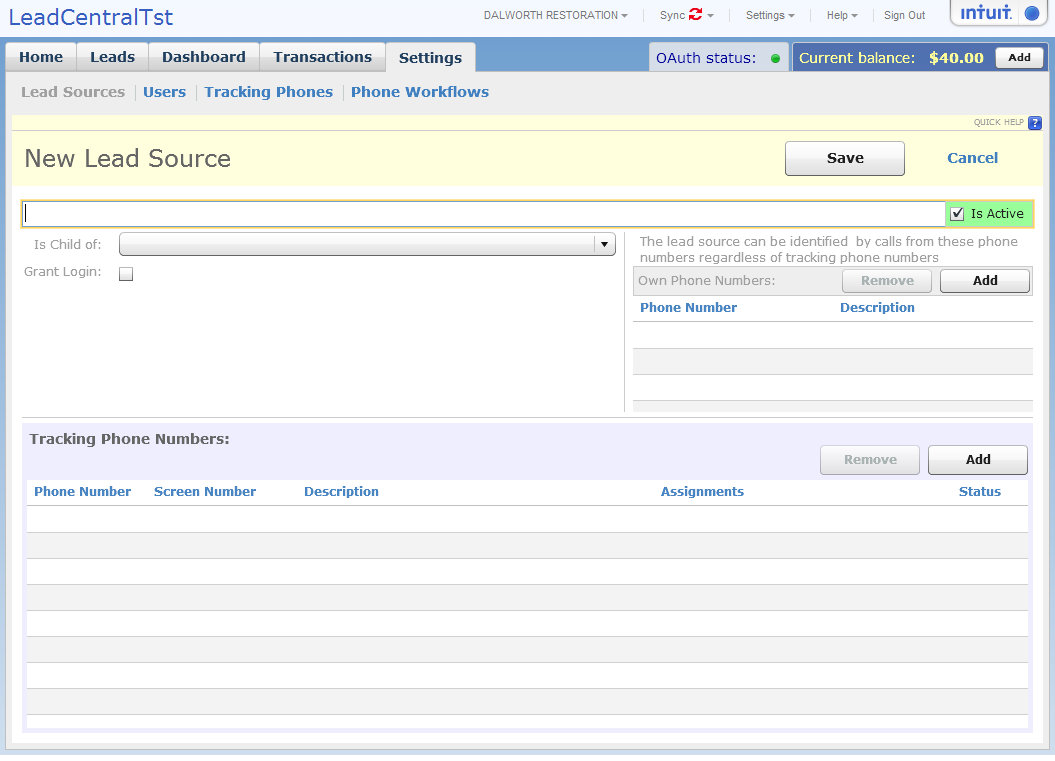 LeadCentralTst
DALWORTH RESTORATION Sync Settings Help Sign Out intuit.
Home Leads Dashboard Transactions Settings OAuth status: Current balance: $40.00 Add
Lead Sources Users Tracking Phones Phone Workflows
QUICK HELP ?
New Lead Source Save Cancel
Is Active
Is Child of:
Grant Login:
The lead source can be identified by calls from these phone
numbers regardless of tracking phone numbers
Own Phone Numbers: Remove Add
Phone Number Description
Tracking Phone Numbers:
Remove Add
Phone Number Screen Number Description Assignments Status